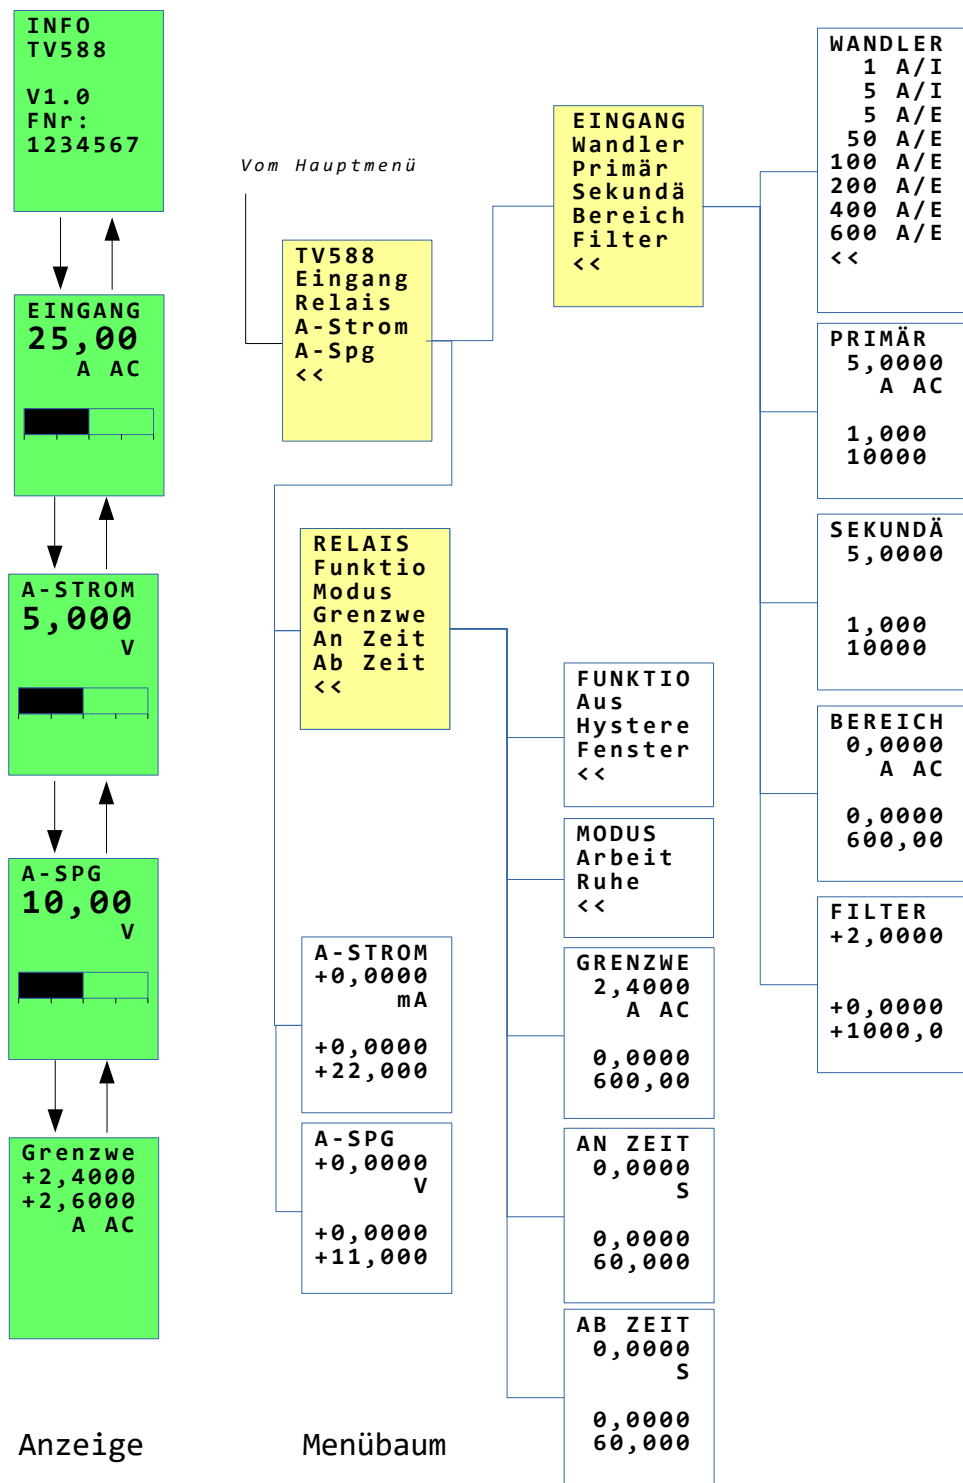 INFO
TV588
V1.0
FNr:
1234567
EINGANG
25,00
A AC
A-STROM
5,000
V
A-SPG
10,00
V
Grenzwe
+2,4000
+2,6000
A AC
Anzeige
Vom Hauptmenü
TV588
Eingang
Relais
A-Strom
A-Spg
<<
RELAIS
Funktio
Modus
Grenzwe
An Zeit
Ab Zeit
<<
A-STROM
+0,0000
mA
+0,0000
+22,000
A-SPG
+0,0000
V
+0,0000
+11,000
Menübaum
EINGANG
Wandler
Primär
Sekundä
Bereich
Filter
<<
FUNKTIO
Aus
Hystere
Fenster
<<
MODUS
Arbeit
Ruhe
<<
GRENZWE
2,4000
A AC
0,0000
600,00
AN ZEIT
0,0000
S
0,0000
60,000
AB ZEIT
0,0000
S
0,0000
60,000
WANDLER
1 A/I
5 A/I
5 A/E
50 A/E
100 A/E
200 A/E
400 A/E
600 A/E
<<
PRIMÄR
5,0000
A AC
1,000
10000
SEKUNDÄ
5,0000
1,000
10000
BEREICH
0,0000
A AC
0,0000
600,00
FILTER
+2,0000
+0,0000
+1000,0